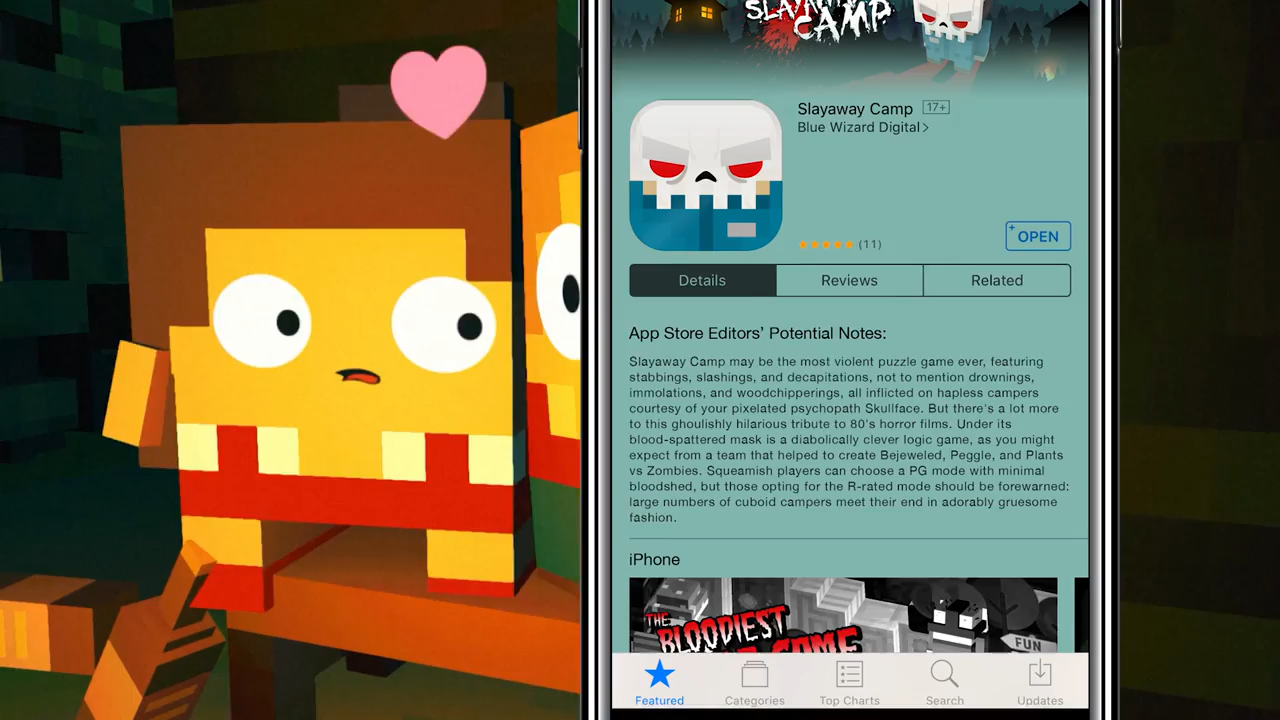 SLAYAWAY
CAMP
Slayaway Camp 17+
Blue Wizard Digital >
(11)
+ OPEN
Details Reviews Related
App Store Editors’ Potential Notes:
Slayaway Camp may be the most violent puzzle game ever, featuring
stabbings, slashings, and decapitations, not to mention drownings,
immolations, and woodchipperings, all inflicted on hapless campers
courtesy of your pixelated psychopath Skullface. But there's a lot more
to this ghoulishly hilarious tribute to 80's horror films. Under its
blood-spattered mask is a diabolically clever logic game, as you might
expect from a team that helped to create Bejeweled, Peggle, and Plants
vs Zombies. Squeamish players can choose a PG mode with minimal
bloodshed, but those opting for the R-rated mode should be forewarned:
large numbers of cuboid campers meet their end in adorably gruesome
fashion.
iPhone
THE
BLOODIEST
GAME
FUN
Featured Categories Top Charts Search Updates